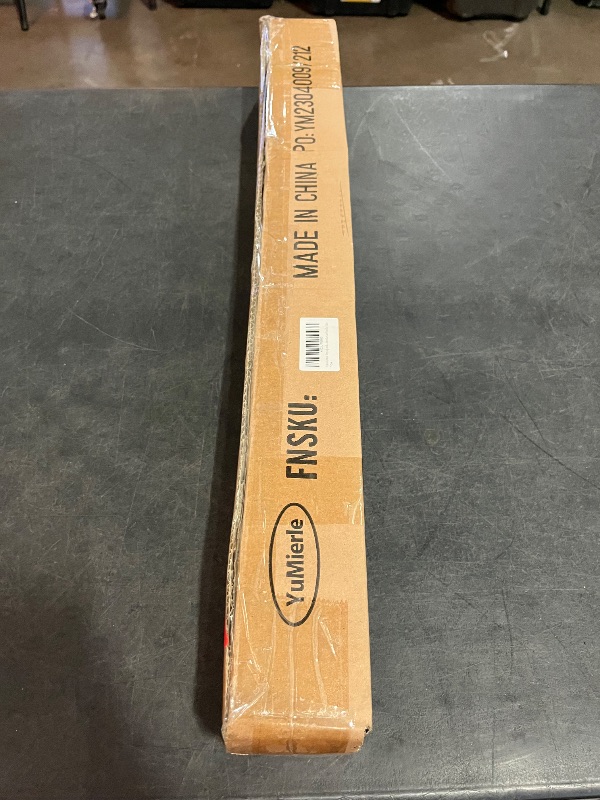 YuMierle
FNSKU:
MADE IN CHINA PO:YM2304009/212